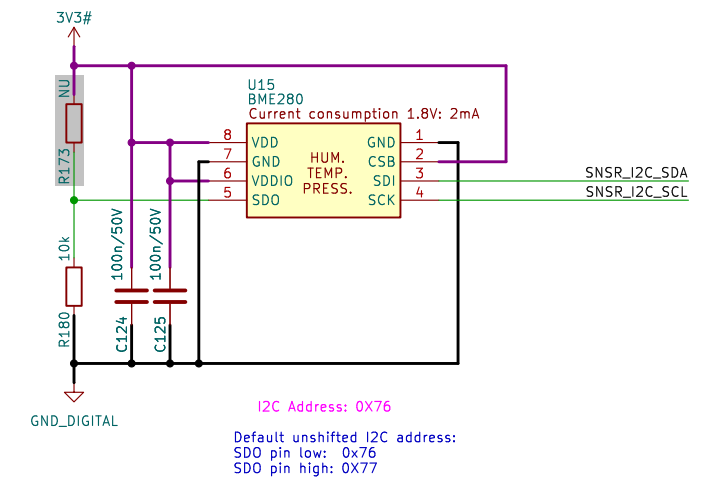 3V3#
NU
R173
10k
R180
100n/50V
C124
100n/50V
C125
U15
BME280
Current consumption 1.8V: 2mA
8 VDD
7 GND
6 VDDIO
5 SDO
HUM.
TEMP.
PRESS.
GND 1
CSB 2
SDI 3
SCK 4
SNSR_I2C_SDA
SNSR_I2C_SCL
GND_DIGITAL
I2C Address: 0X76
Default unshifted I2C address:
SDO pin low:  0x76
SDO pin high: 0X77